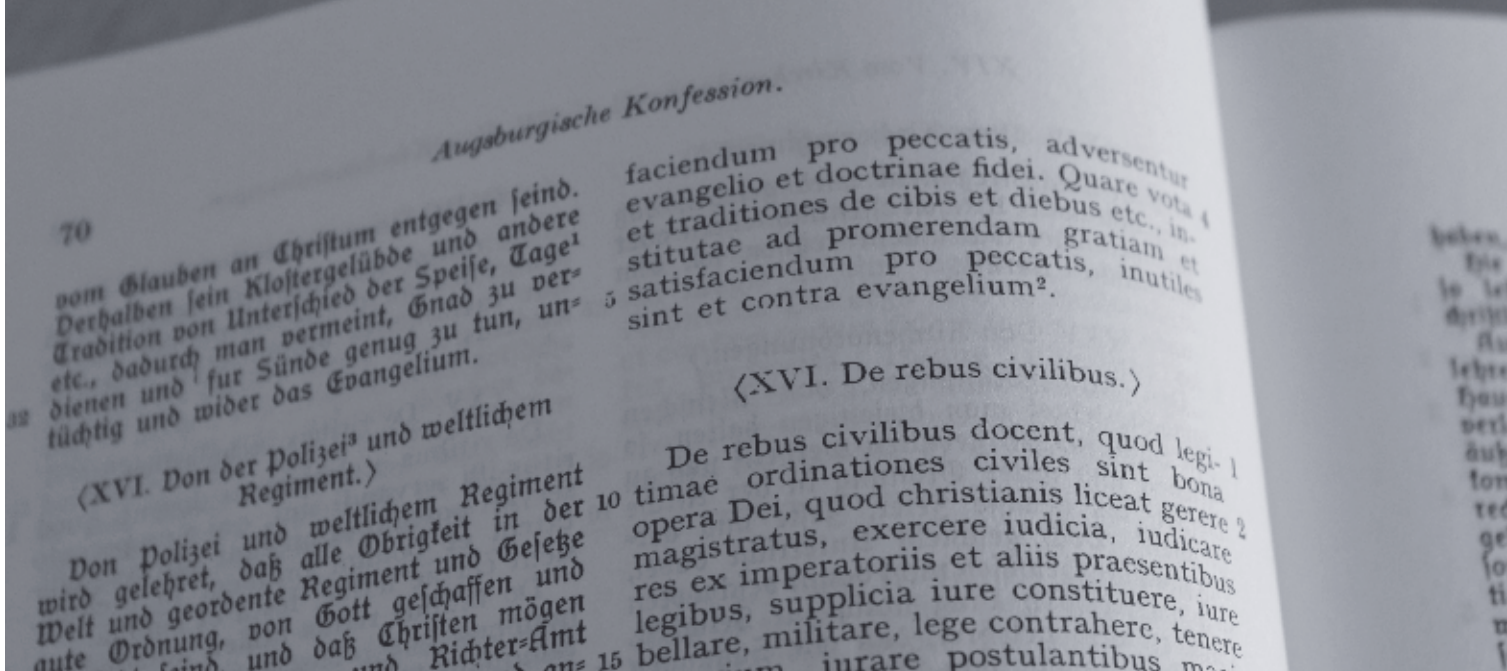 Augsburgische Konfession.
70
vom Glauben an Christum entgegen seind.
Derhalben sein Klostergelübde und andere
Tradition von Unterschied der Speise, Tage¹
etc., dadurch man vermeint, Gnad zu ver=
dienen und fur Sünde genug zu tun, un=
tüchtig und wider das Evangelium.
32
⟨XVI. Von der Polizei³ und weltlichem
Regiment.⟩
Von Polizei und weltlichem Regiment
wird gelehret, daß alle Obrigkeit in der
Welt und geordente Regiment und Gesetze
gute Ordnung, von Gott geschaffen und
seind, und daß Christen mögen
und Richter=Amt
an=
5
10
15
faciendum pro peccatis, adversentur
evangelio et doctrinae fidei. Quare vota 4
et traditiones de cibis et diebus etc., in-
stitutae ad promerendam gratiam et
satisfaciendum pro peccatis, inutiles
sint et contra evangelium².
⟨XVI. De rebus civilibus.⟩
De rebus civilibus docent, quod legi- 1
timae ordinationes civiles sint bona
opera Dei, quod christianis liceat gerere 2
magistratus, exercere iudicia, iudicare
res ex imperatoriis et aliis praesentibus
legibus, supplicia iure constituere, iure
bellare, militare, lege contrahere, tenere
iurare postulantibus